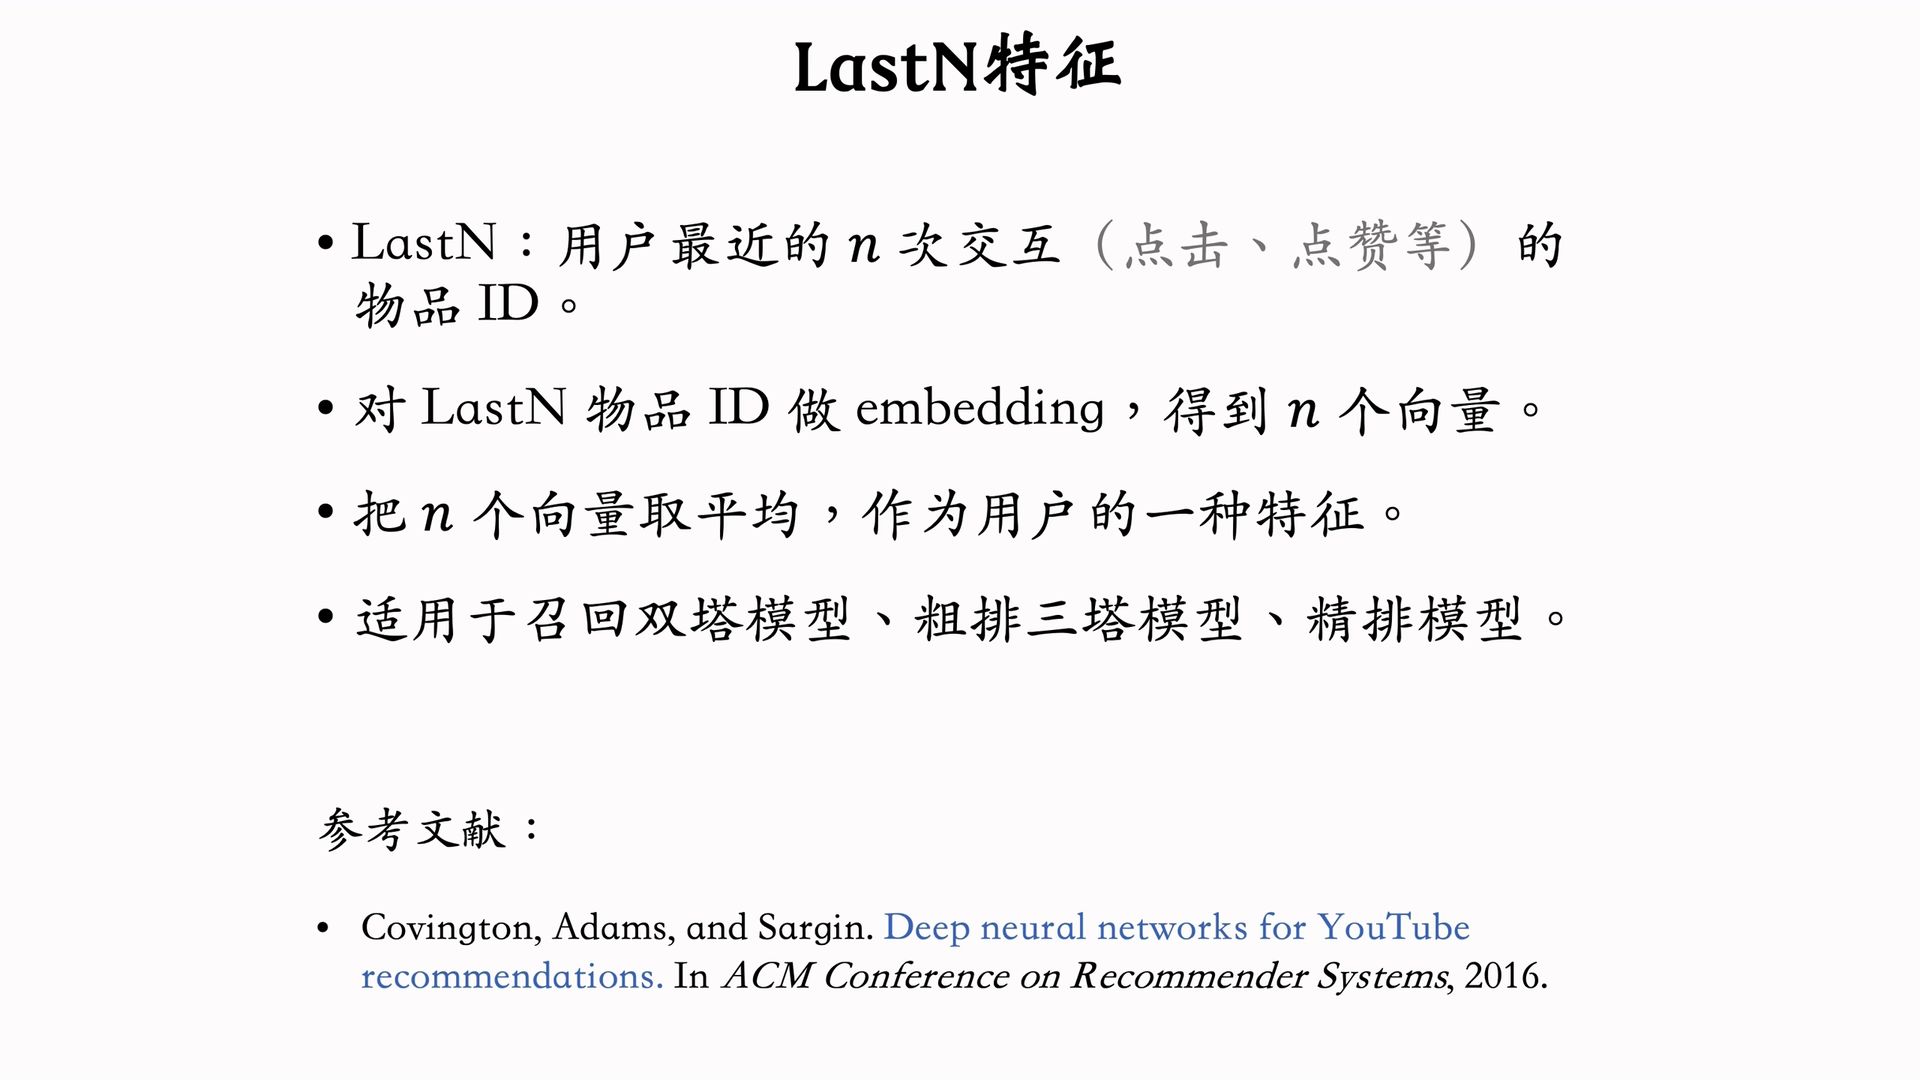 LastN特征
• LastN：用户最近的 n 次交互（点击、点赞等）的
物品 ID。
• 对 LastN 物品 ID 做 embedding，得到 n 个向量。
• 把 n 个向量取平均，作为用户的一种特征。
• 适用于召回双塔模型、粗排三塔模型、精排模型。
参考文献：
• Covington, Adams, and Sargin. Deep neural networks for YouTube
recommendations. In ACM Conference on Recommender Systems, 2016.